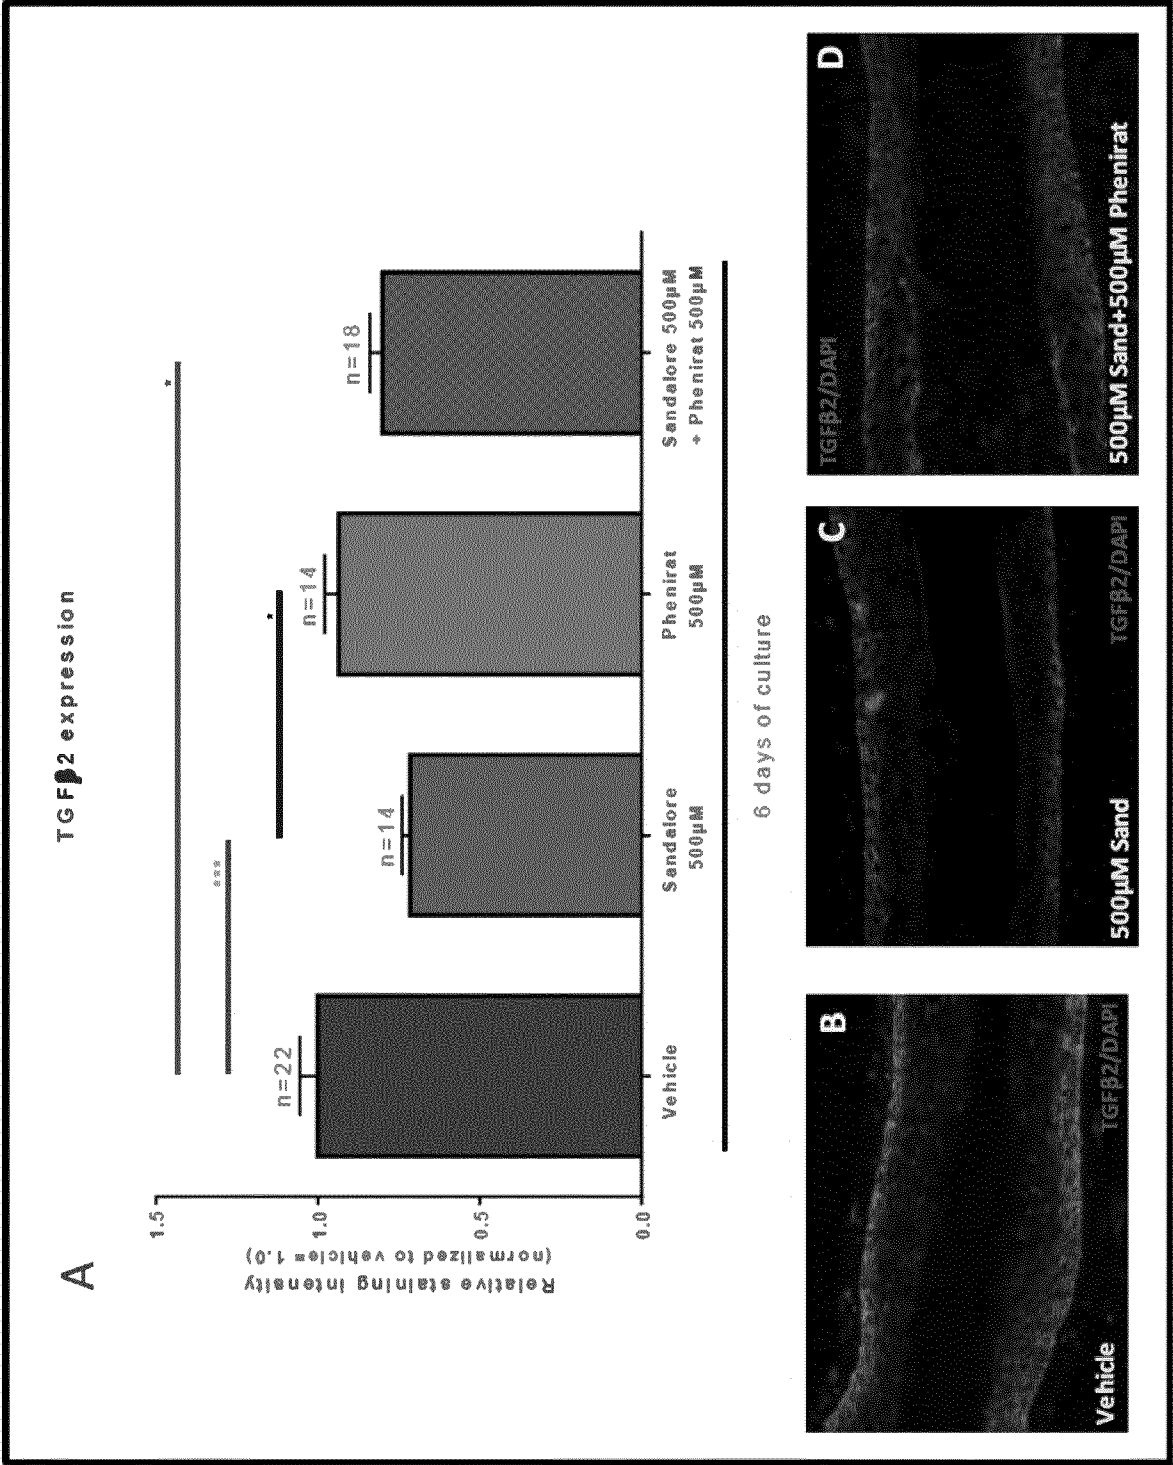 A
TGFβ2 expression
Relative staining intensity
(normalized to vehicle= 1.0)
1.5
1.0
0.5
0.0
*
***
*
n=22
n=14
n=14
n=18
Vehicle
Sandalore
500µM
Phenirat
500µM
Sandalore 500µM
+ Phenirat 500µM
6 days of culture
B
TGFβ2/DAPI
Vehicle
C
TGFβ2/DAPI
500µM Sand
D
TGFβ2/DAPI
500µM Sand+500µM Phenirat